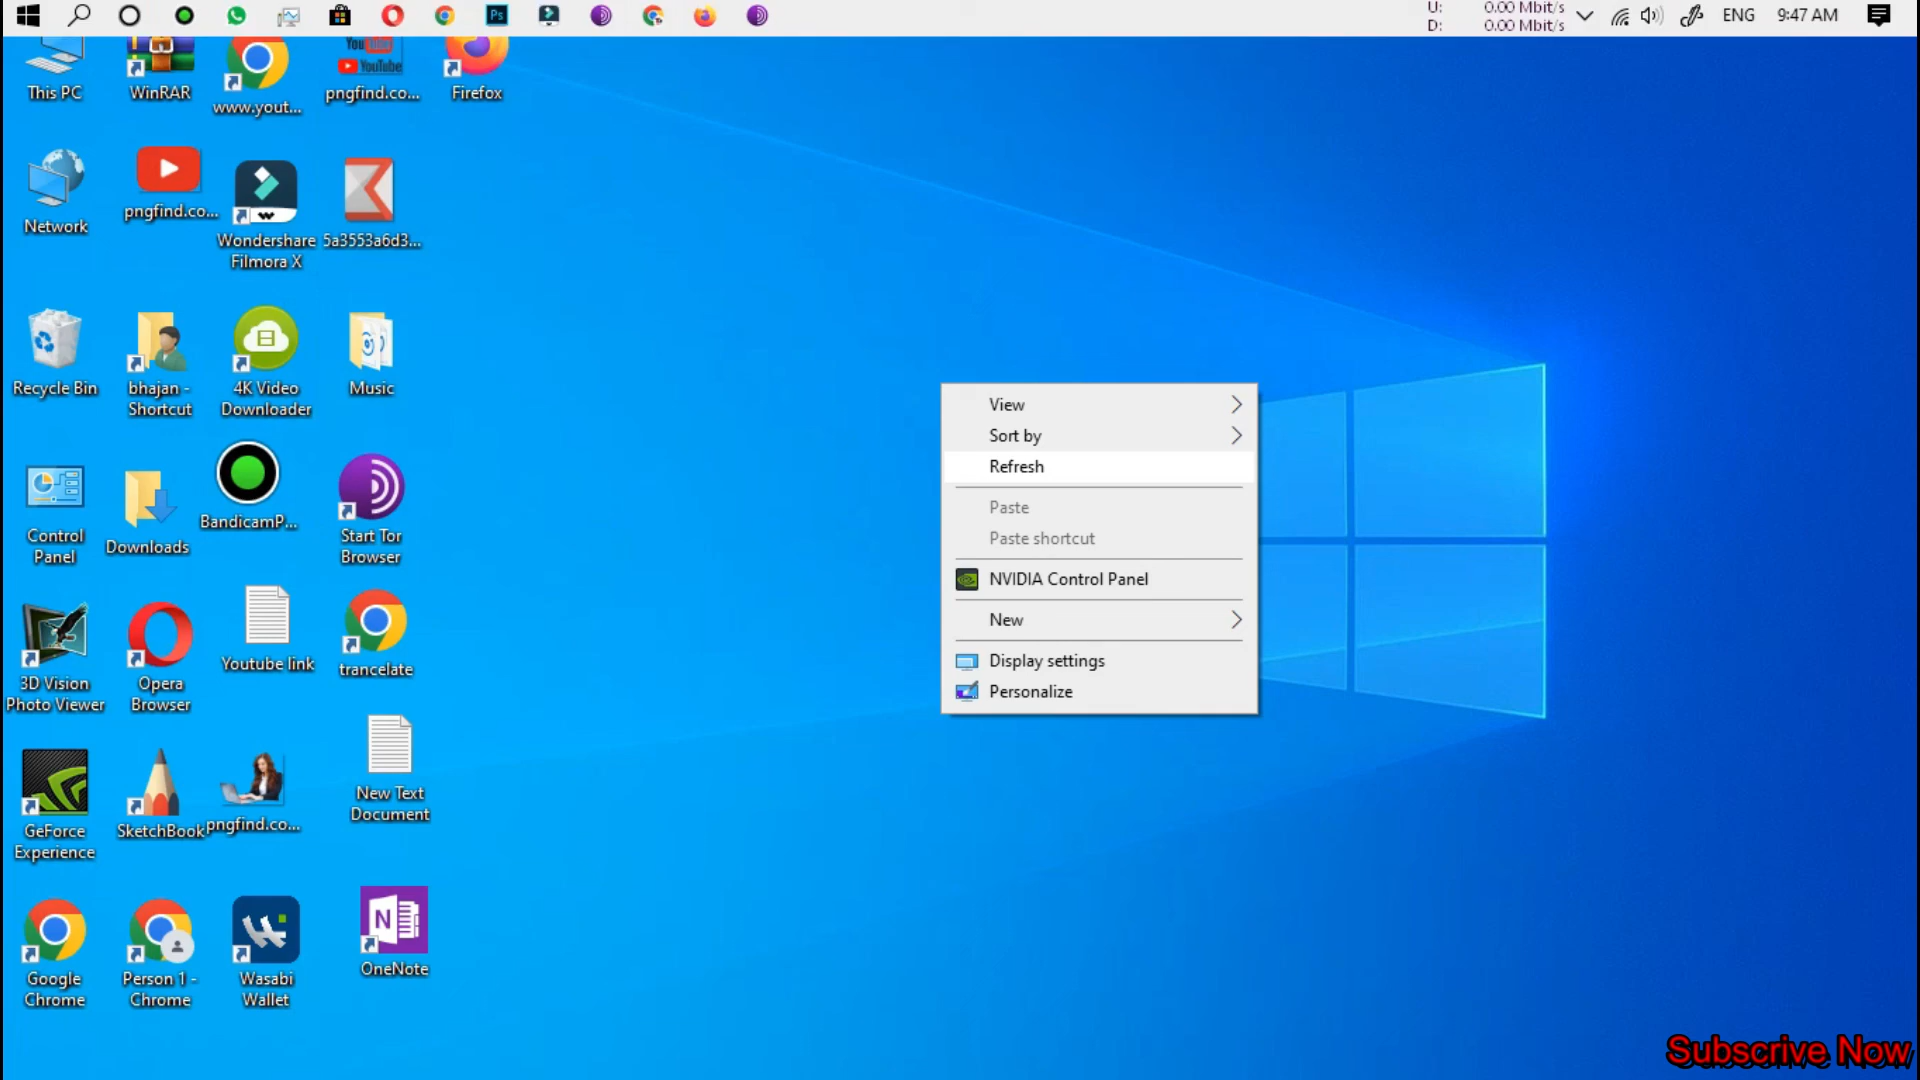 U: 0.00 Mbit/s
D: 0.00 Mbit/s
ENG
9:47 AM
Ps
This PC
WinRAR
www.yout...
You
YouTube
pngfind.co...
Firefox
Network
pngfind.co...
Wondershare
Filmora X
5a3553a6d3...
Recycle Bin
bhajan -
Shortcut
4K Video
Downloader
Music
Control
Panel
Downloads
BandicamP...
Start Tor
Browser
3D Vision
Photo Viewer
Opera
Browser
Youtube link
trancelate
GeForce
Experience
SketchBook
pngfind.co...
New Text
Document
Google
Chrome
Person 1 -
Chrome
Wasabi
Wallet
N
OneNote
View
Sort by
Refresh
Paste
Paste shortcut
NVIDIA Control Panel
New
Display settings
Personalize
Subscrive Now